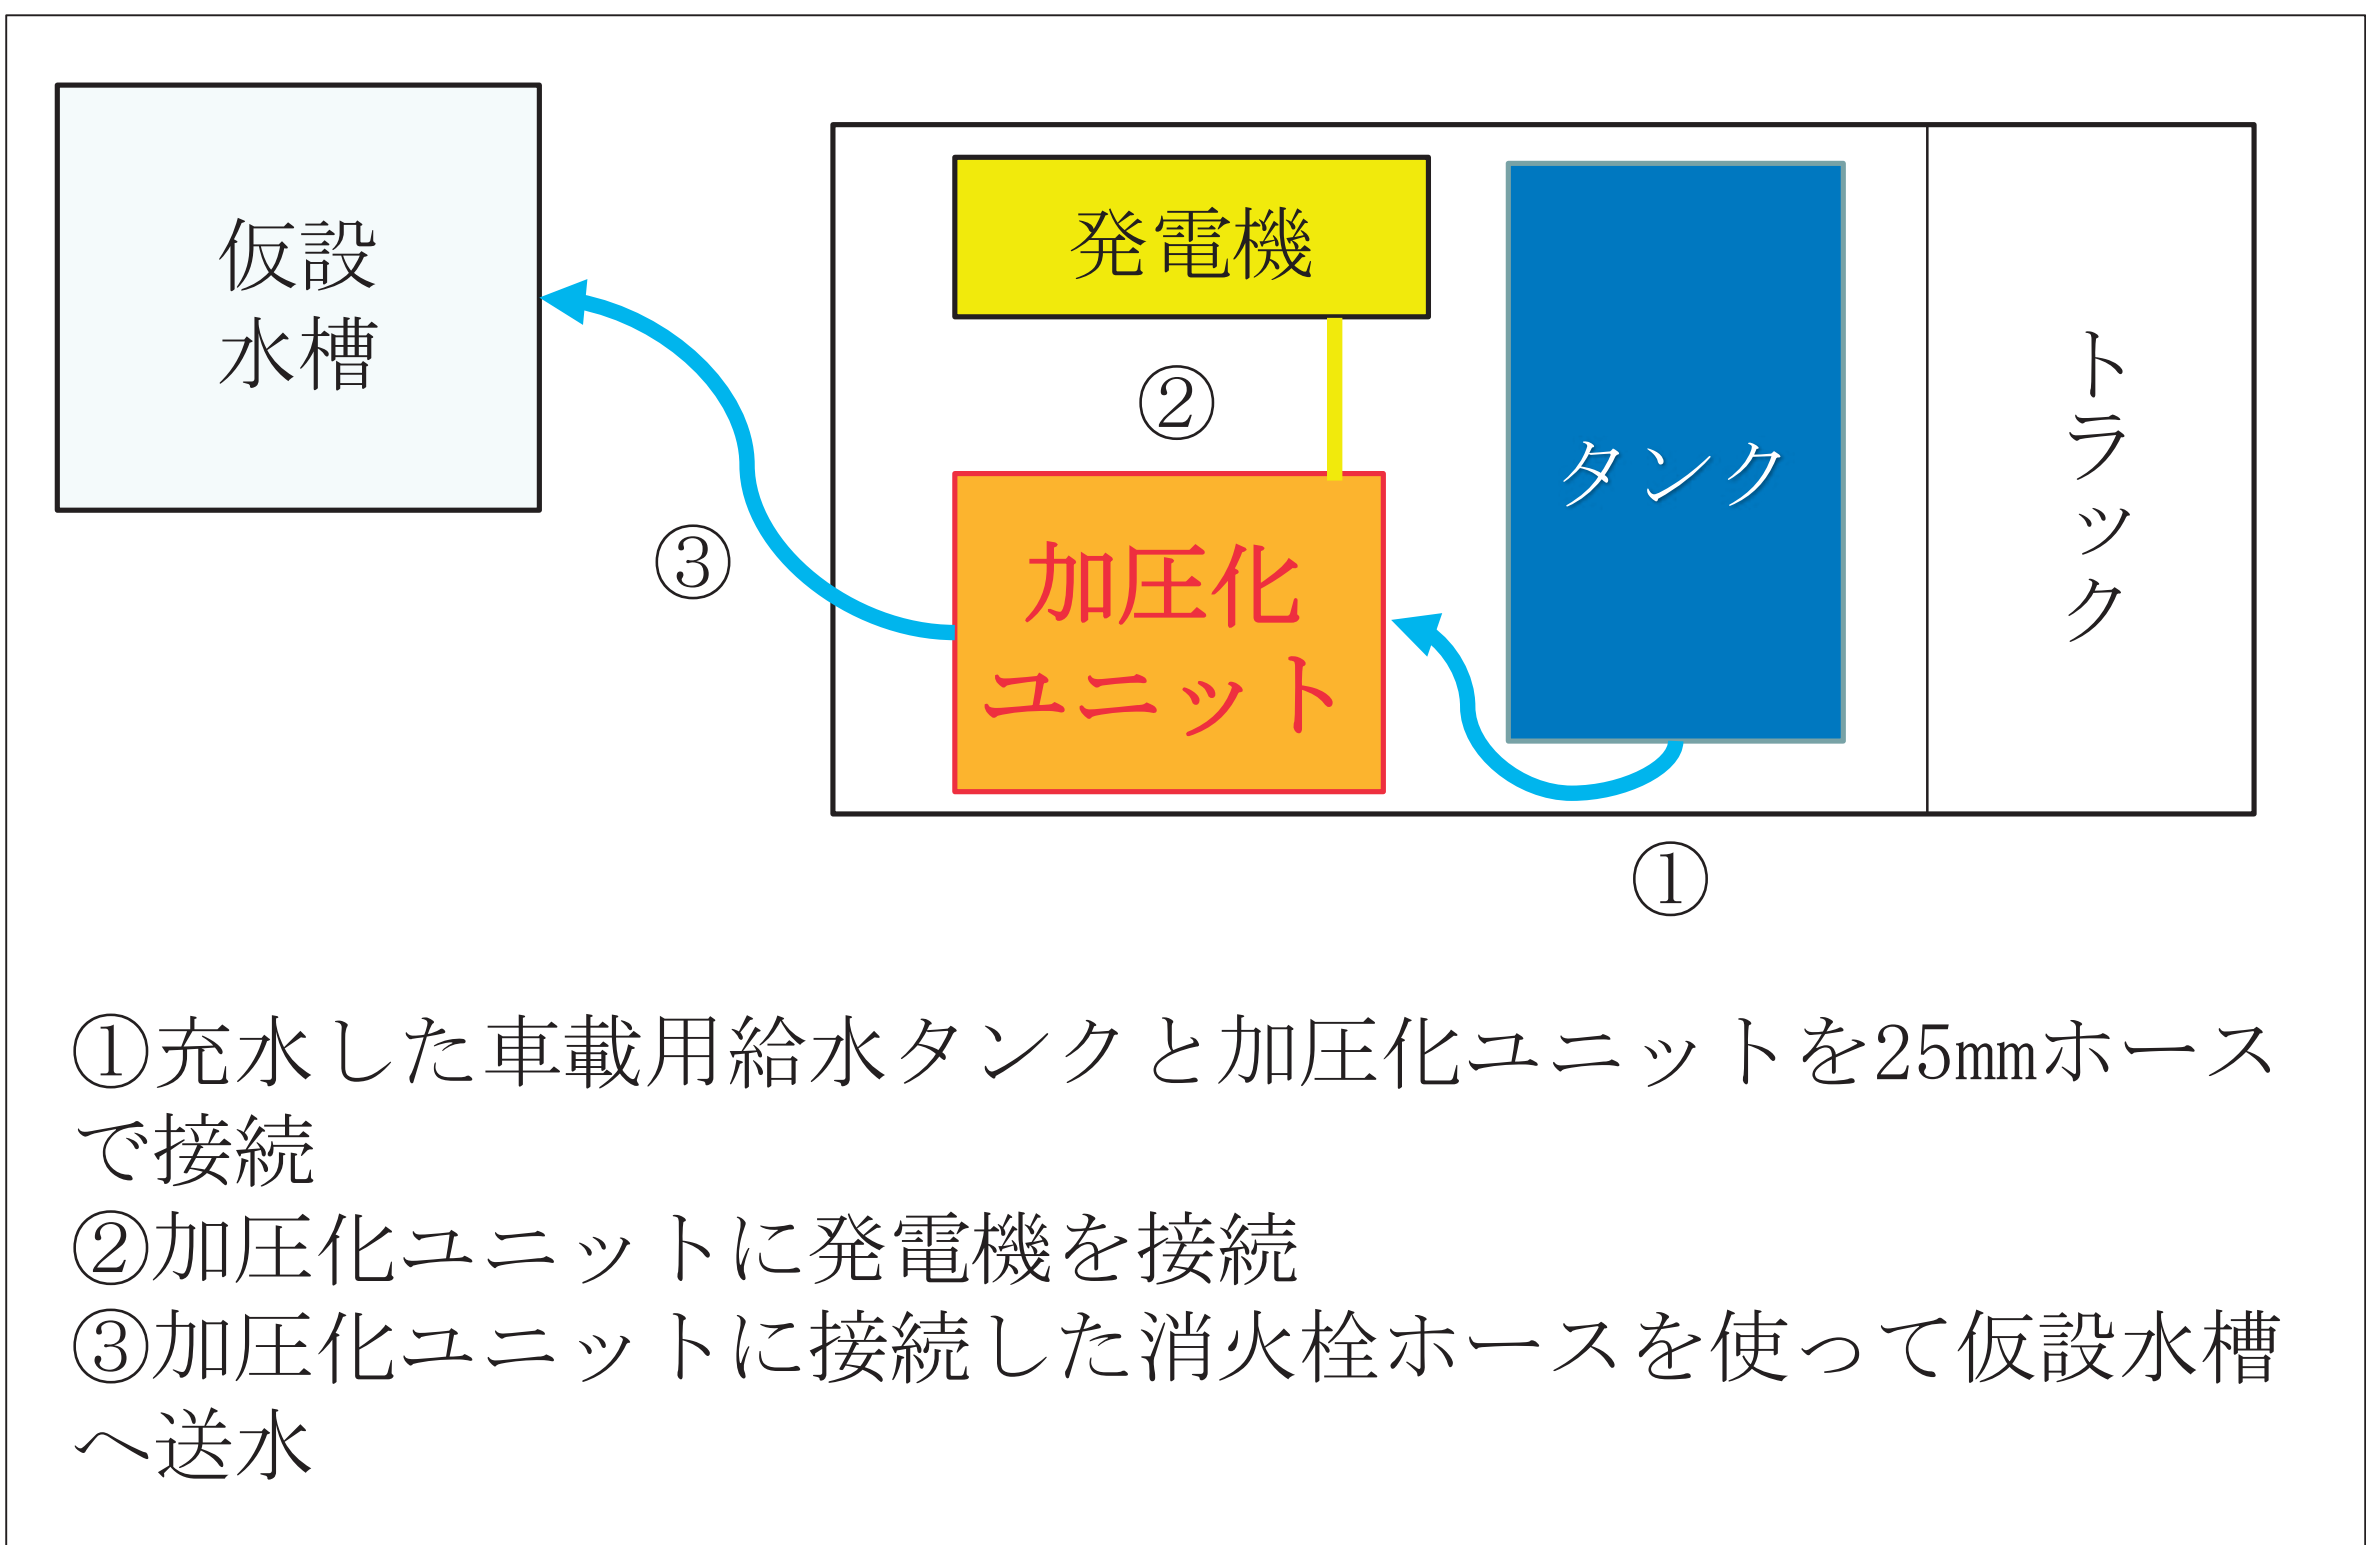 仮設
水槽
発電機
②
タンク
トラック
③
加圧化
ユニット
①
①充水した車載用給水タンクと加圧化ユニットを25mmホース
で接続
②加圧化ユニットに発電機を接続
③加圧化ユニットに接続した消火栓ホースを使って仮設水槽
へ送水